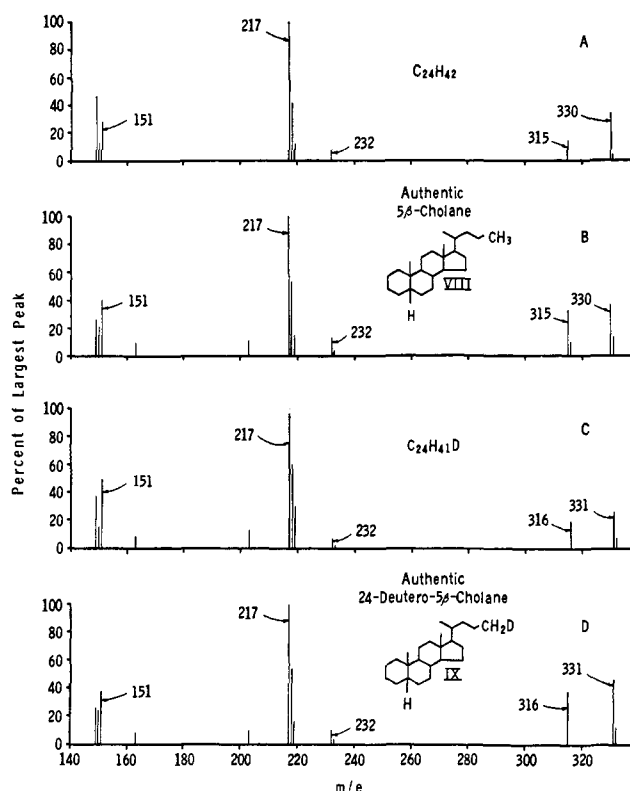 Percent of Largest Peak
100
80
60
40
20
0
151
217
C24H42
232
A
330
315
100
80
60
40
20
0
151
217
Authentic
5β-Cholane
CH3
VIII
H
232
B
330
315
100
80
60
40
20
0
151
217
C24H41D
232
C
331
316
100
80
60
40
20
0
151
217
Authentic
24-Deutero-5β-Cholane
CH2D
IX
H
232
D
331
316
140 160 180 200 220 240 260 280 300 320
m/e